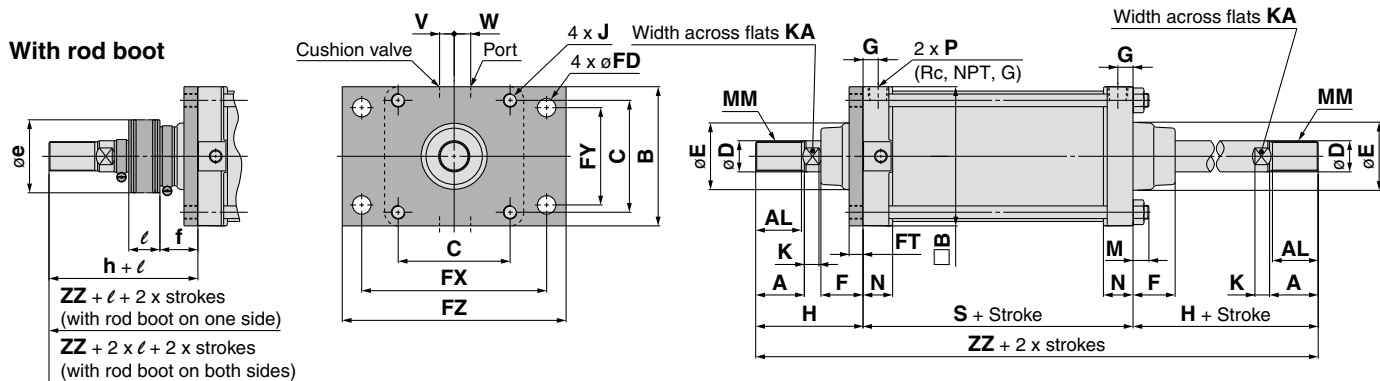 With rod boot
øe
ℓ
f
h + ℓ
ZZ + ℓ + 2 x strokes
(with rod boot on one side)
ZZ + 2 x ℓ + 2 x strokes
(with rod boot on both sides)
V
W
Cushion valve
Port
4 x J
4 x øFD
FY
C
B
C
FX
FZ
Width across flats KA
G
2 x P
(Rc, NPT, G)
G
Width across flats KA
MM
MM
øE
øD
øD
øE
AL
K
A
F
N
FT
□B
M
N
F
K
AL
A
H
S + Stroke
H + Stroke
ZZ + 2 x strokes